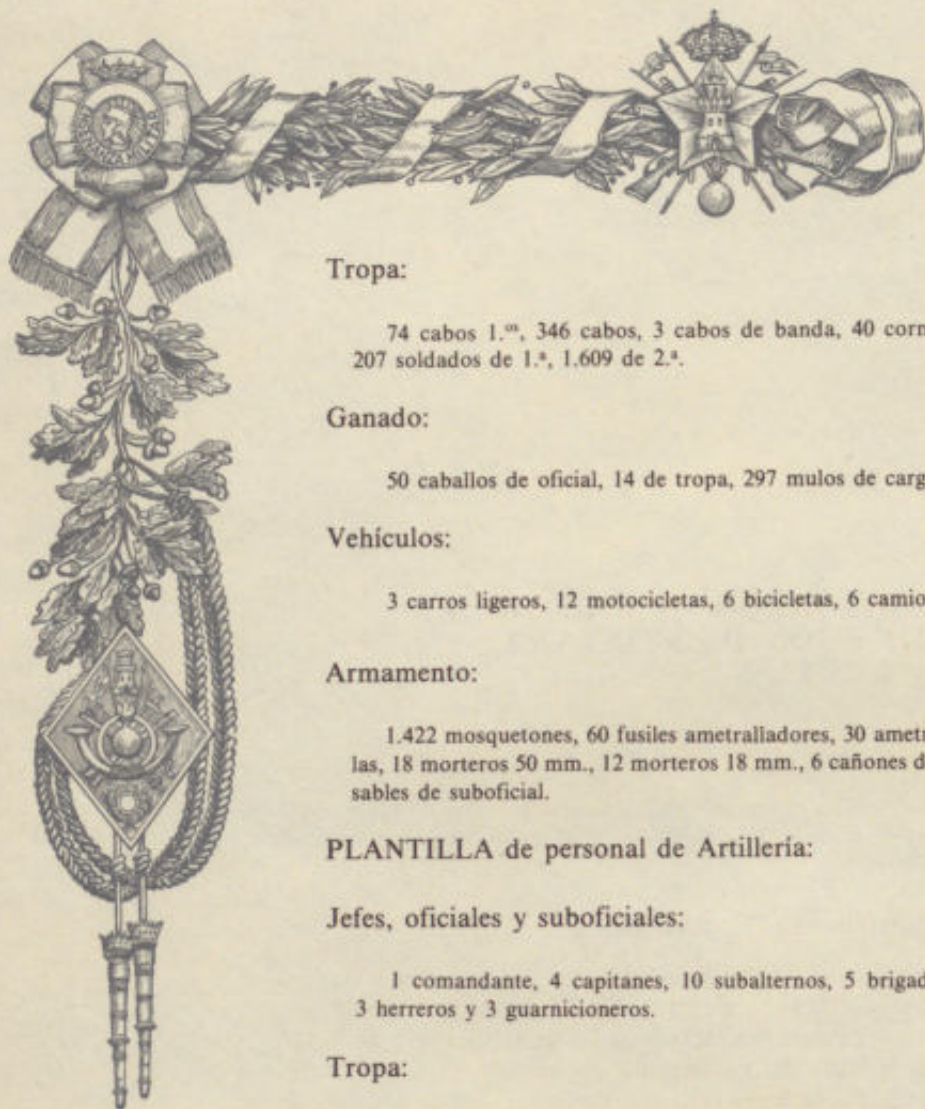 Tropa:
74 cabos 1.ᵒˢ, 346 cabos, 3 cabos de banda, 40 corn
207 soldados de 1.ª, 1.609 de 2.ª.
Ganado:
50 caballos de oficial, 14 de tropa, 297 mulos de carg
Vehículos:
3 carros ligeros, 12 motocicletas, 6 bicicletas, 6 camio
Armamento:
1.422 mosquetones, 60 fusiles ametralladores, 30 ametr
las, 18 morteros 50 mm., 12 morteros 18 mm., 6 cañones d
sables de suboficial.
PLANTILLA de personal de Artillería:
Jefes, oficiales y suboficiales:
1 comandante, 4 capitanes, 10 subalternos, 5 brigad
3 herreros y 3 guarnicioneros.
Tropa: